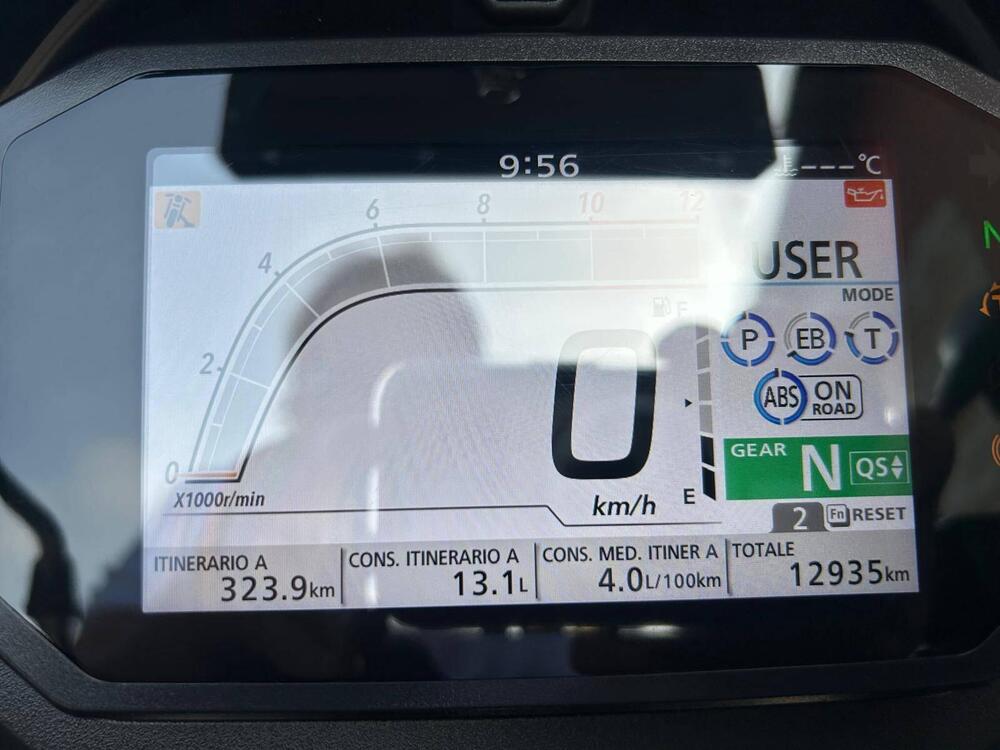 9:56
---°C
6 8 10 12
4
2
0
X1000r/min
USER
MODE
F
P EB T
0
ABS ON ROAD
GEAR N QS
E
km/h
2 Fn RESET
ITINERARIO A
323.9km
CONS. ITINERARIO A
13.1L
CONS. MED. ITINER A
4.0L/100km
TOTALE
12935km
N